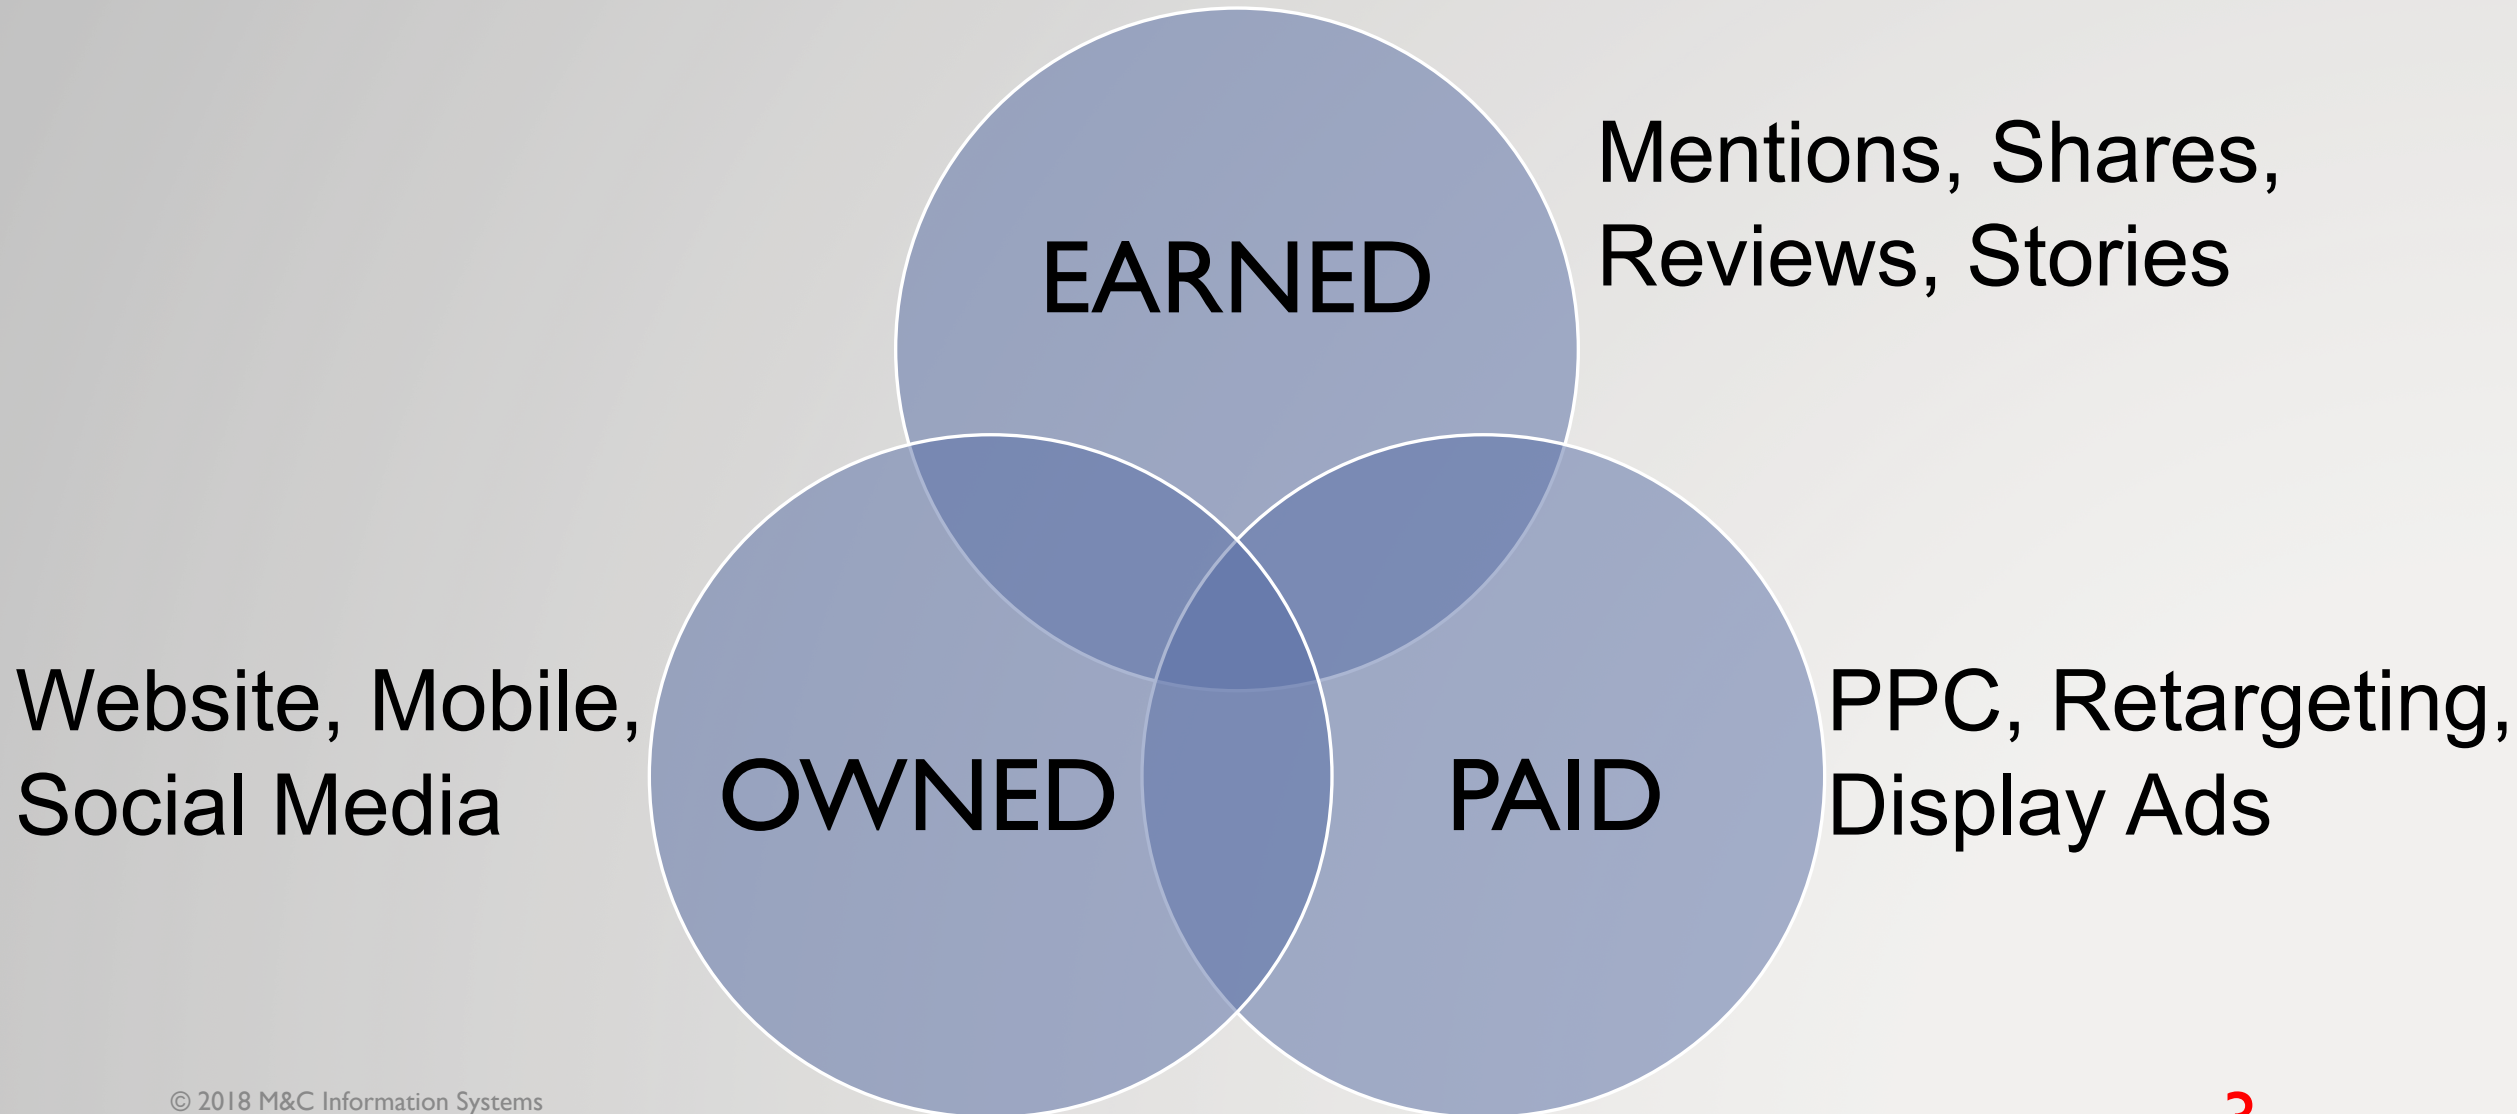 EARNED
Mentions, Shares,
Reviews, Stories
Website, Mobile,
Social Media
OWNED
PAID
PPC, Retargeting,
Display Ads
© 2018 M&C Information Systems